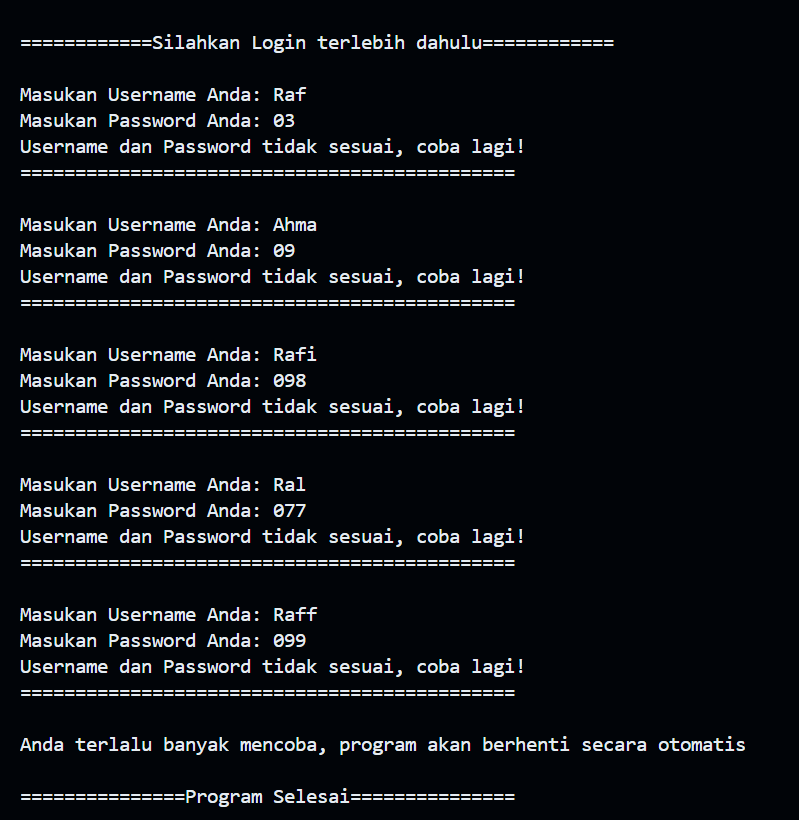 ============Silahkan Login terlebih dahulu============
Masukan Username Anda: Raf
Masukan Password Anda: 03
Username dan Password tidak sesuai, coba lagi!
=============================================
Masukan Username Anda: Ahma
Masukan Password Anda: 09
Username dan Password tidak sesuai, coba lagi!
=============================================
Masukan Username Anda: Rafi
Masukan Password Anda: 098
Username dan Password tidak sesuai, coba lagi!
=============================================
Masukan Username Anda: Ral
Masukan Password Anda: 077
Username dan Password tidak sesuai, coba lagi!
=============================================
Masukan Username Anda: Raff
Masukan Password Anda: 099
Username dan Password tidak sesuai, coba lagi!
=============================================
Anda terlalu banyak mencoba, program akan berhenti secara otomatis
===============Program Selesai===============